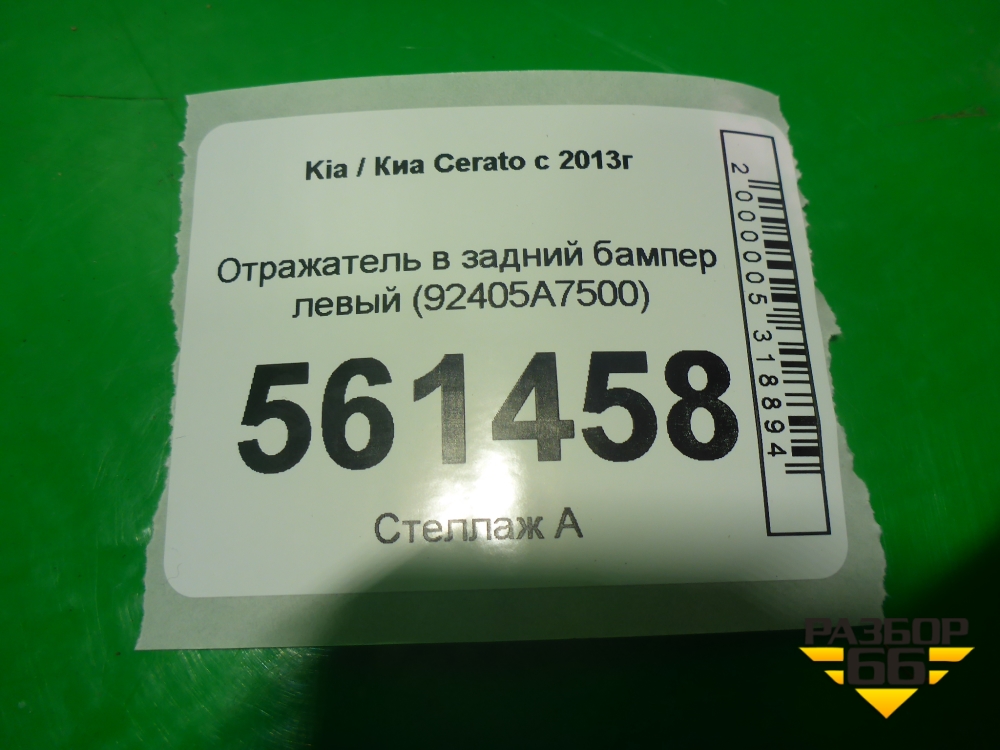 Kia / Киа Cerato с 2013г
Отражатель в задний бампер
левый (92405A7500)
561458
Стеллаж А
2000005318894
РАЗБОР
66